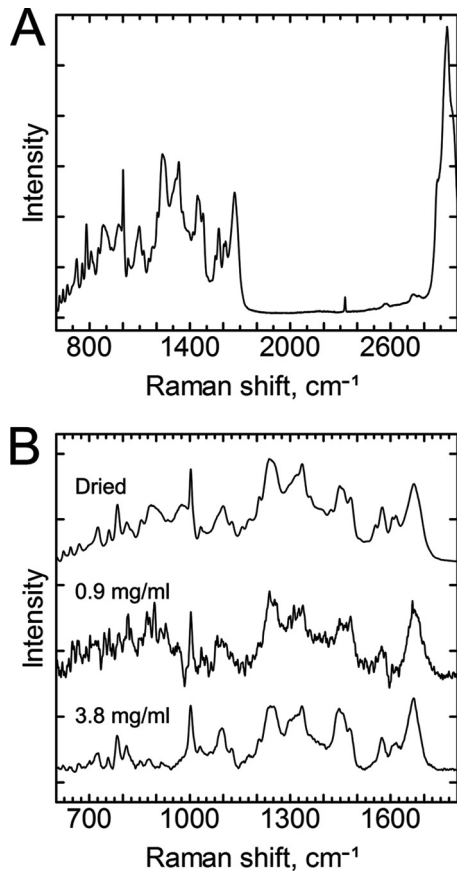 A
Intensity
800 1400 2000 2600
Raman shift, cm⁻¹
B
Dried
0.9 mg/ml
3.8 mg/ml
Intensity
700 1000 1300 1600
Raman shift, cm⁻¹